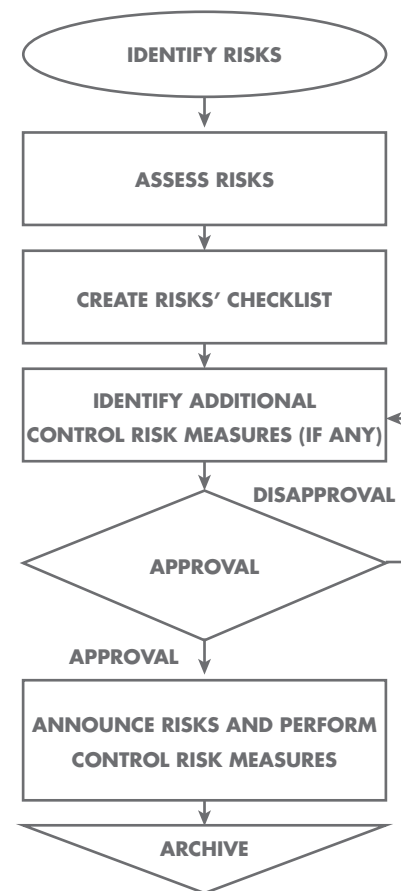 IDENTIFY RISKS
ASSESS RISKS
CREATE RISKS’ CHECKLIST
IDENTIFY ADDITIONAL
CONTROL RISK MEASURES (IF ANY)
DISAPPROVAL
APPROVAL
APPROVAL
ANNOUNCE RISKS AND PERFORM
CONTROL RISK MEASURES
ARCHIVE